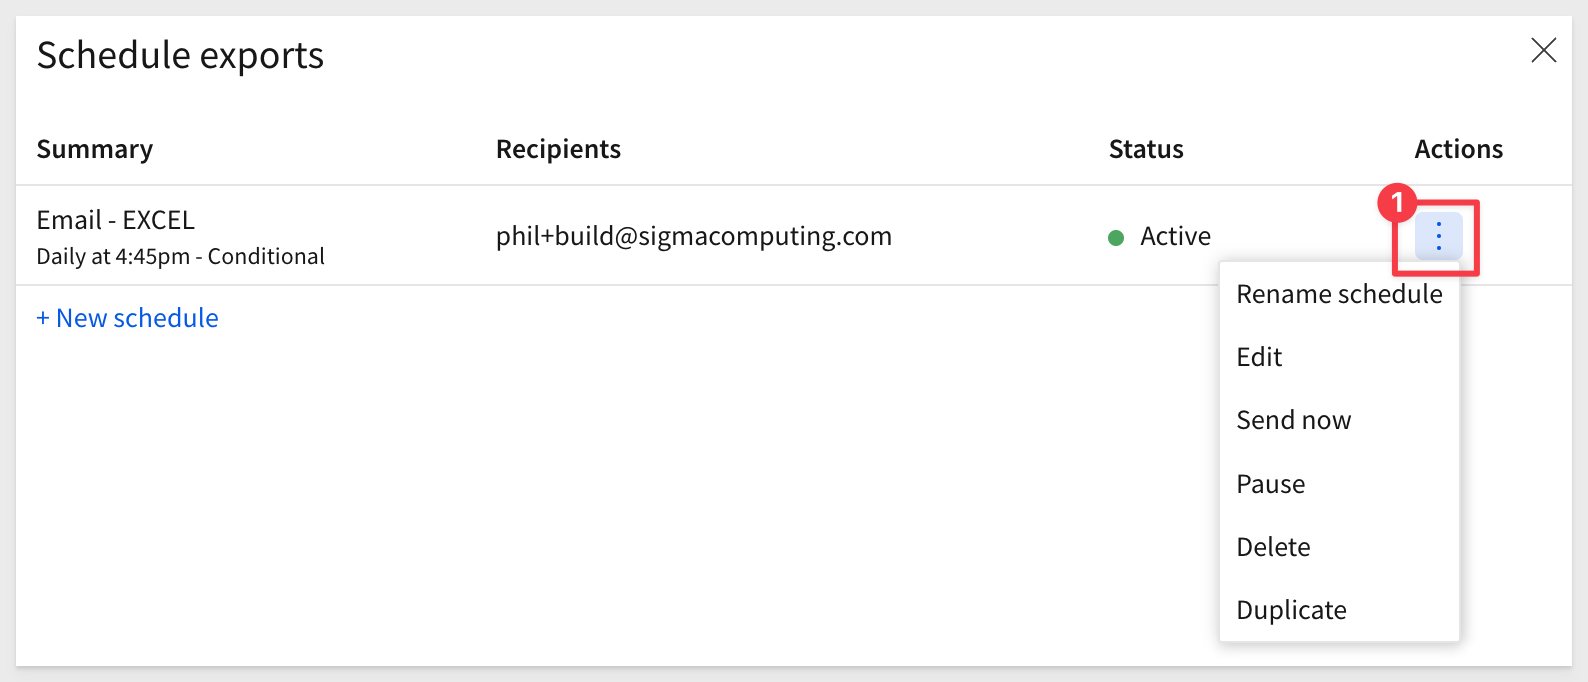 Schedule exports
Summary Recipients Status Actions
Email - EXCEL
Daily at 4:45pm - Conditional
phil+build@sigmacomputing.com
Active
1
+ New schedule
Rename schedule
Edit
Send now
Pause
Delete
Duplicate